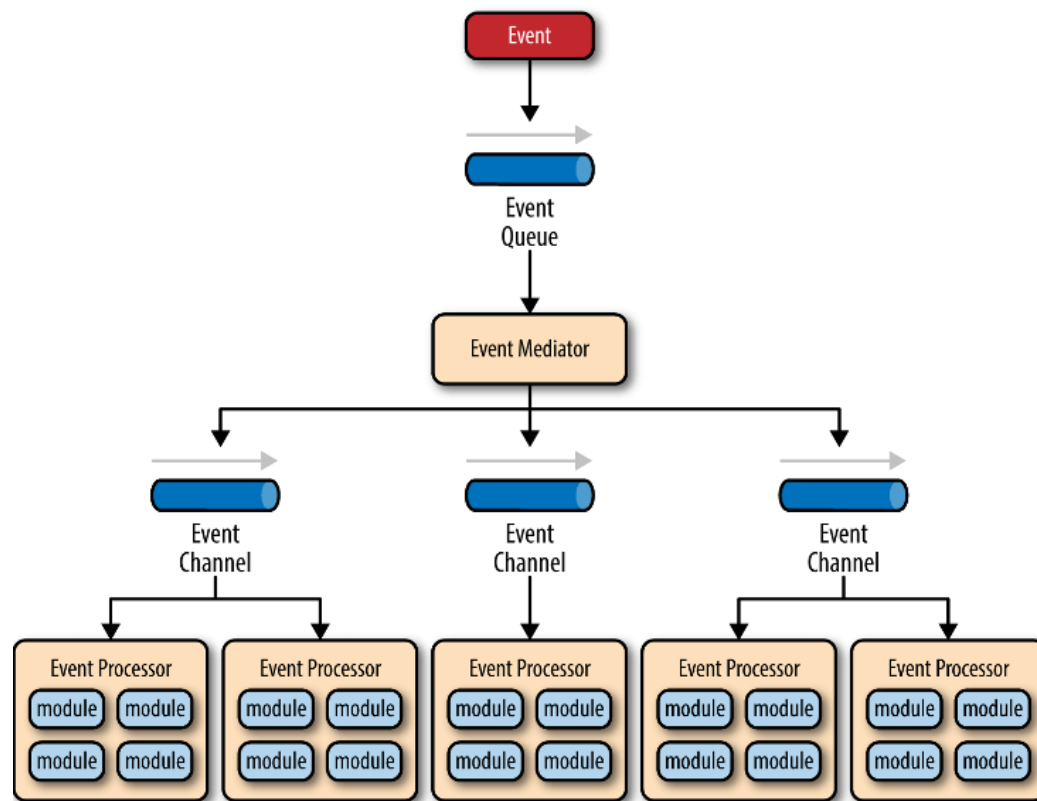 Event
Event
Queue
Event Mediator
Event
Channel
Event
Channel
Event
Channel
Event Processor
module module
module module
Event Processor
module module
module module
Event Processor
module module
module module
Event Processor
module module
module module
Event Processor
module module
module module